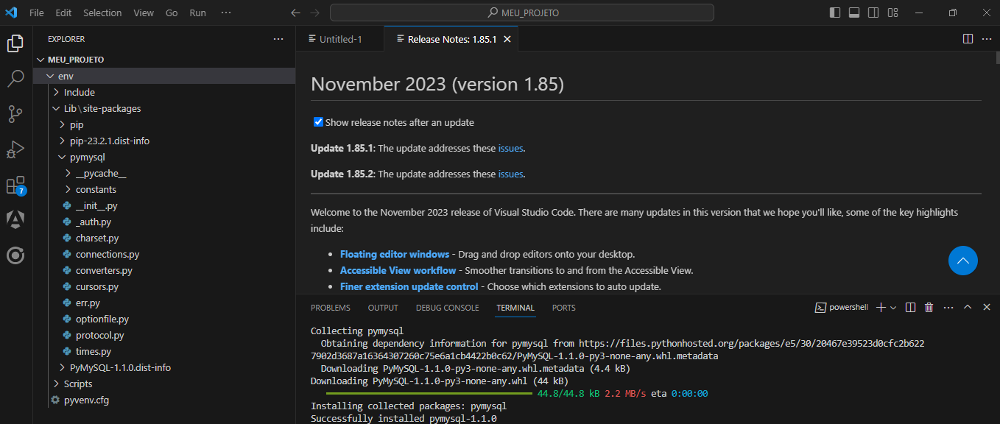 File Edit Selection View Go Run ··· MEU_PROJETO
EXPLORER ···
MEU_PROJETO
env
Include
Lib\site-packages
pip
pip-23.2.1.dist-info
pymysql
__pycache__
constants
__init__.py
_auth.py
charset.py
connections.py
converters.py
cursors.py
err.py
optionfile.py
protocol.py
times.py
PyMySQL-1.1.0.dist-info
Scripts
pyvenv.cfg
7
Untitled-1 Release Notes: 1.85.1
November 2023 (version 1.85)
Show release notes after an update
Update 1.85.1: The update addresses these issues.
Update 1.85.2: The update addresses these issues.
Welcome to the November 2023 release of Visual Studio Code. There are many updates in this version that we hope you'll like, some of the key highlights
include:
• Floating editor windows - Drag and drop editors onto your desktop.
• Accessible View workflow - Smoother transitions to and from the Accessible View.
• Finer extension update control - Choose which extensions to auto update.
PROBLEMS OUTPUT DEBUG CONSOLE TERMINAL PORTS powershell
Collecting pymysql
Obtaining dependency information for pymysql from https://files.pythonhosted.org/packages/e5/30/20467e39523d0cfc2b622
7902d3687a16364307260c75e6a1cb4422b0c62/PyMySQL-1.1.0-py3-none-any.whl.metadata
Downloading PyMySQL-1.1.0-py3-none-any.whl.metadata (4.4 kB)
Downloading PyMySQL-1.1.0-py3-none-any.whl (44 kB)
44.8/44.8 kB 2.2 MB/s eta 0:00:00
Installing collected packages: pymysql
Successfully installed pymysql-1.1.0